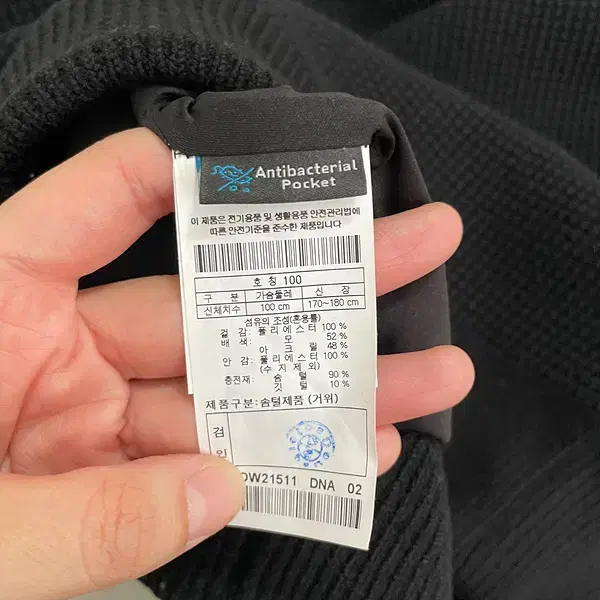 Antibacterial
Pocket
이 제품은 전기용품 및 생활용품 안전관리법에
따른 안전기준을 준수한 제품입니다
호 칭 100
구 분 가슴둘레 신 장
신체치수 100 cm 170~180 cm
섬유의 조성(혼용률)
겉 감: 폴리에스터 100 %
배 색: 모 52 %
아 크 릴 48 %
안 감: 폴리에스터 100 %
(수 지 제 외)
충전재: 솜 털 90 %
깃 털 10 %
제품구분: 솜털제품 (거위)
검
인
OW21511 DNA 02